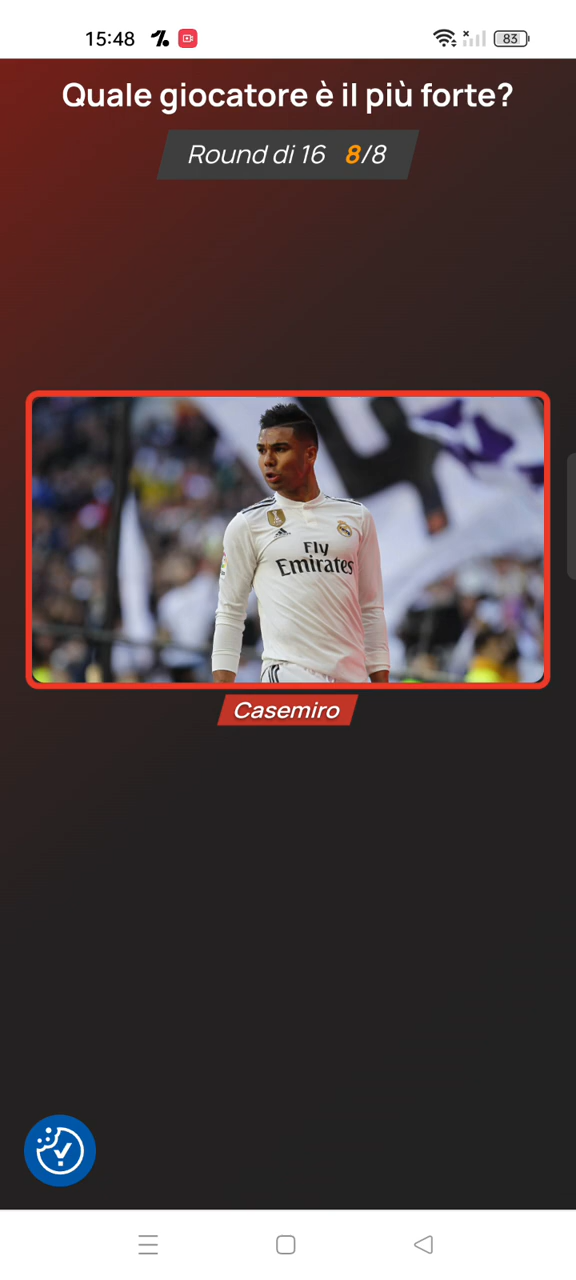 15:48
83
Quale giocatore è il più forte?
Round di 16 8/8
Fly
Emirates
Casemiro